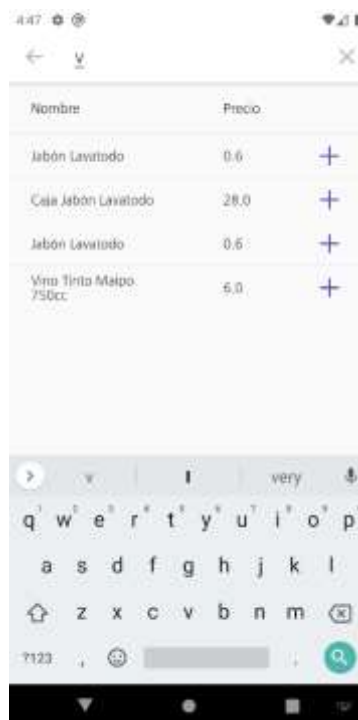 4:47
v
Nombre Precio
Jabón Lavatodo 0.6
Caja Jabón Lavatodo 28.0
Jabón Lavatodo 0.6
Vino Tinto Maipo 6.0
750cc
v I very
q w e r t y u i o p
a s d f g h j k l
z x c v b n m
?123 , .